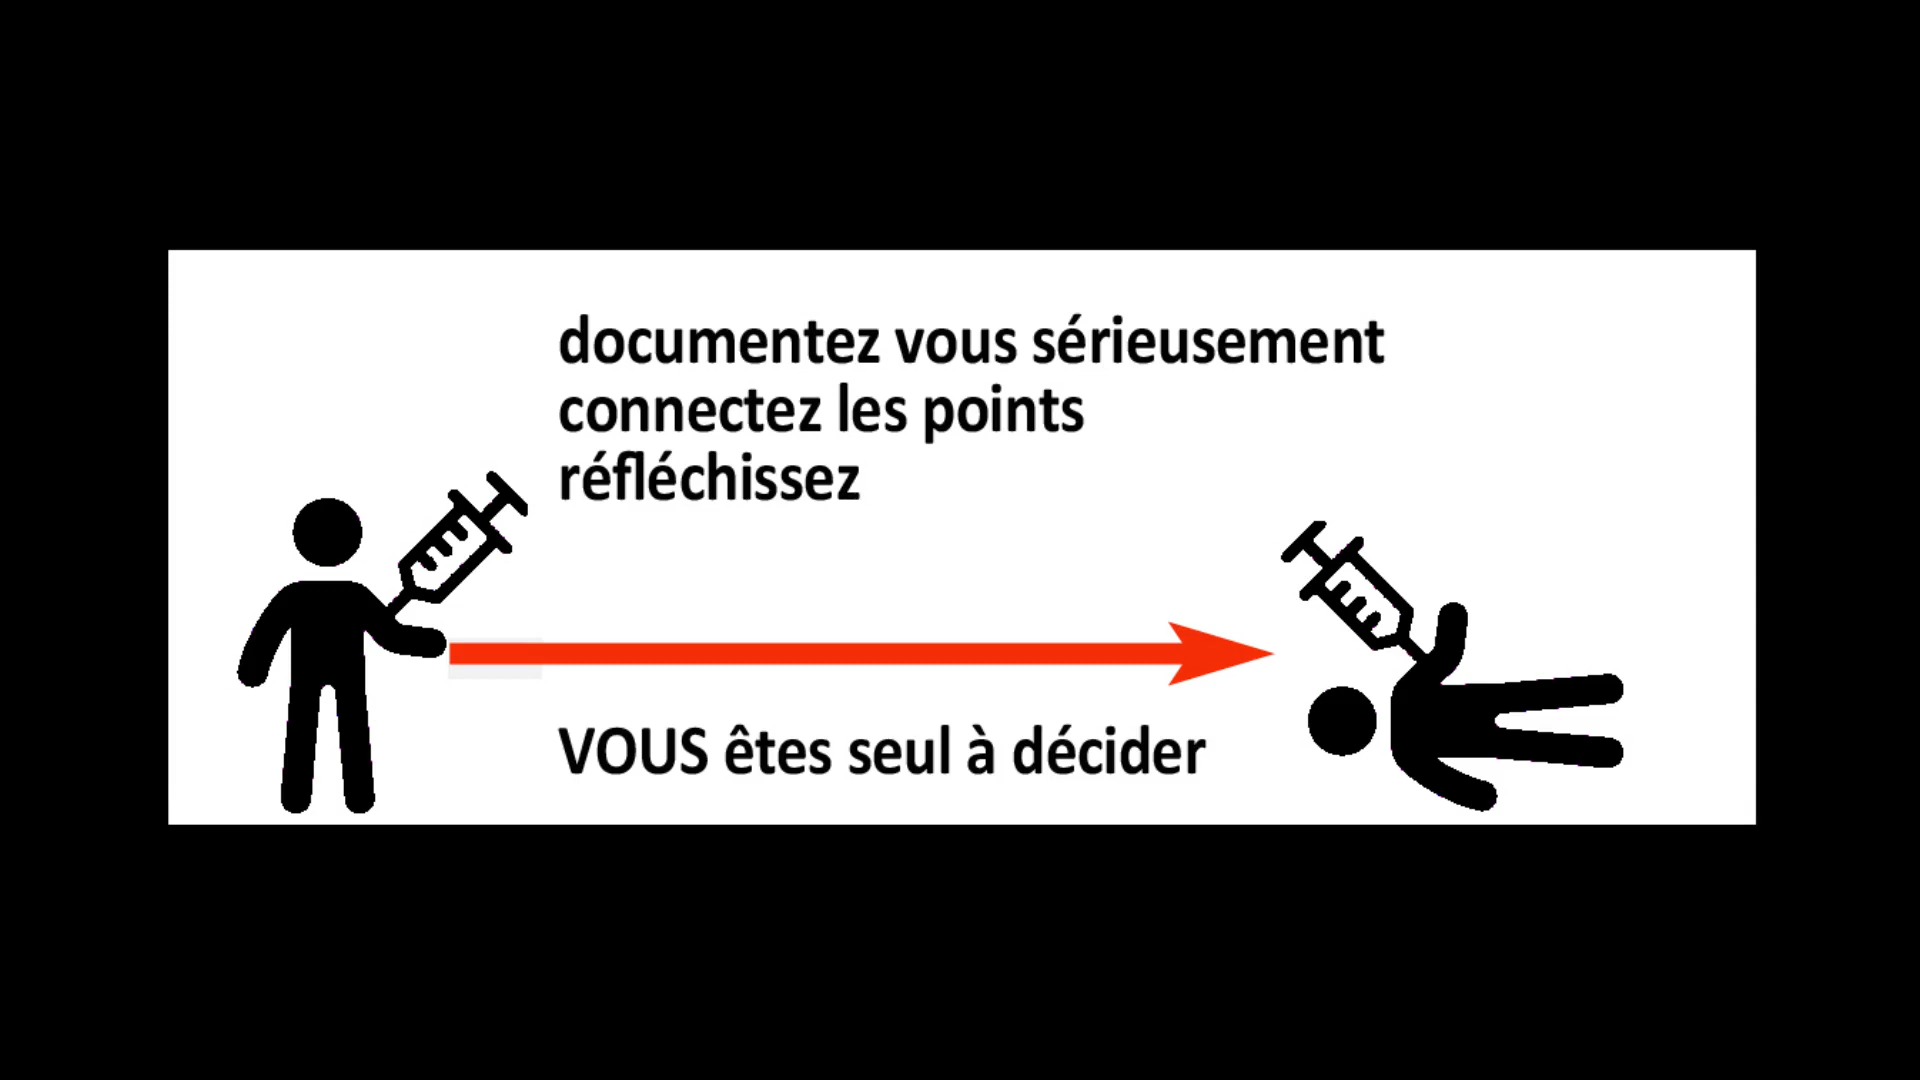 documentez vous sérieusement
connectez les points
réfléchissez
VOUS êtes seul à décider